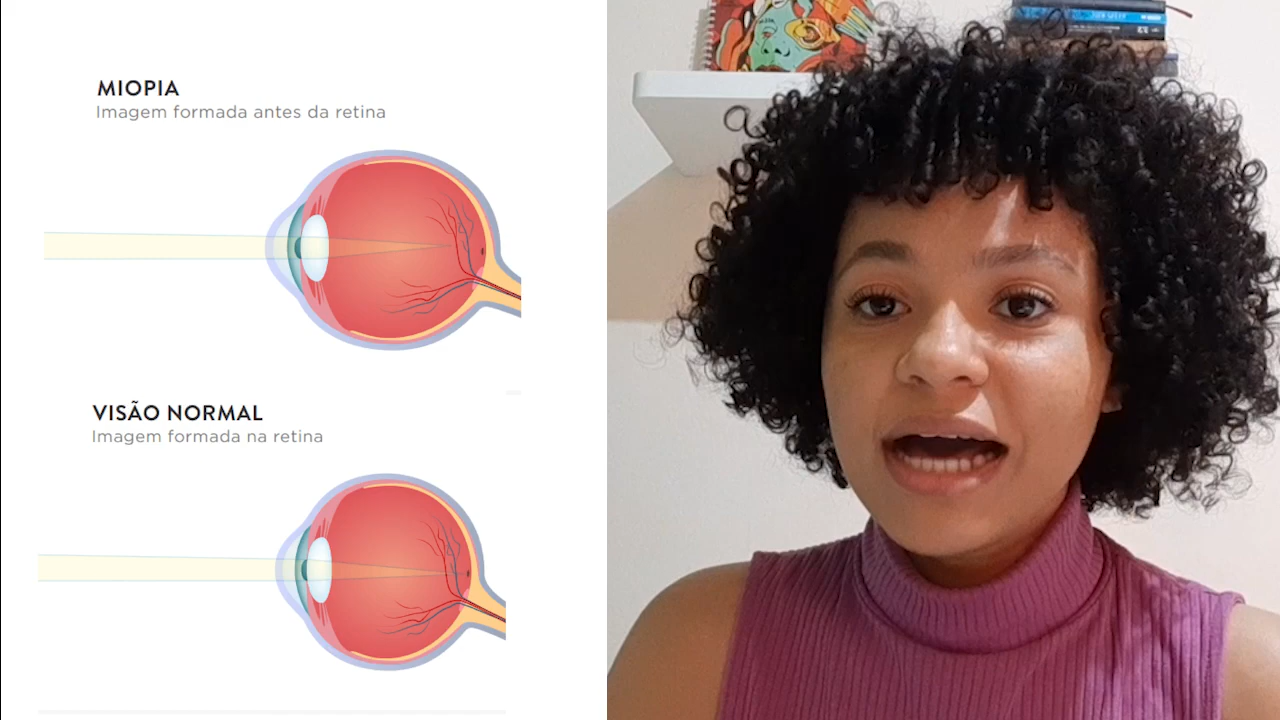 MIOPIA
Imagem formada antes da retina
VISÃO NORMAL
Imagem formada na retina